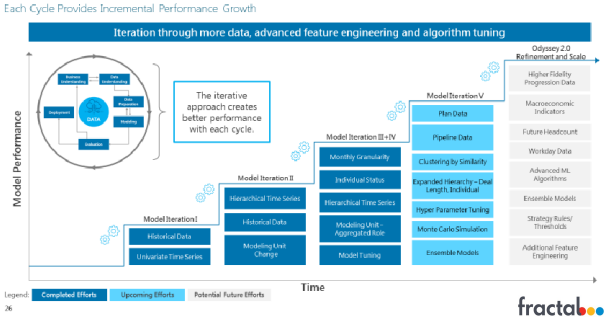 Each Cycle Provides Incremental Performance Growth
Iteration through more data, advanced feature engineering and algorithm tuning
Odyssey 2.0
Refinement and Scale
Business
Understanding
Data
Understanding
Data
Preparation
Modeling
Evaluation
Deployment
DATA
The iterative
approach creates
better performance
with each cycle.
Model Performance
Model Iteration I
Historical Data
Univariate Time Series
Model Iteration II
Hierarchical Time Series
Historical Data
Modeling Unit
Change
Model Iteration III+IV
Monthly Granularity
Individual Status
Hierarchical Time Series
Modeling Unit -
Aggregated Role
Model Tuning
Model Iteration V
Plan Data
Pipeline Data
Clustering by Similarity
Expanded Hierarchy – Deal
Length, Individual
Hyper Parameter Tuning
Monte Carlo Simulation
Ensemble Models
Higher Fidelity
Progression Data
Macroeconomic
Indicators
Future Headcount
Workday Data
Advanced ML
Algorithms
Ensemble Models
Strategy Rules/
Thresholds
Additional Feature
Engineering
Time
Legend:
Completed Efforts
Upcoming Efforts
Potential Future Efforts
26
fractal